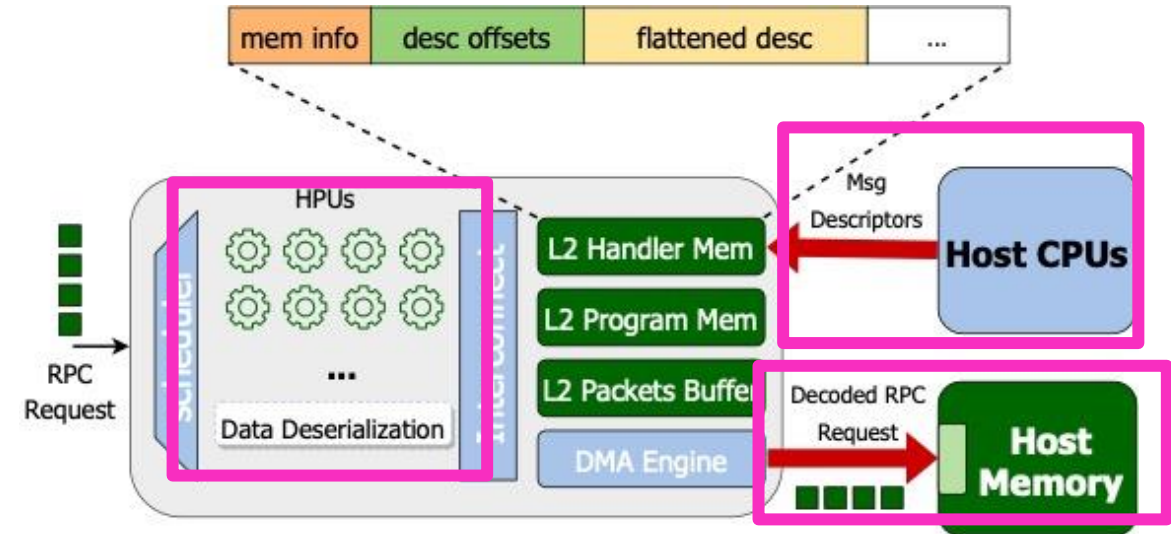 mem info
desc offsets
flattened desc
...
HPUs
scheduler
Interconnect
...
Data Deserialization
RPC
Request
L2 Handler Mem
L2 Program Mem
L2 Packets Buffer
DMA Engine
Msg
Descriptors
Host CPUs
Decoded RPC
Request
Host
Memory